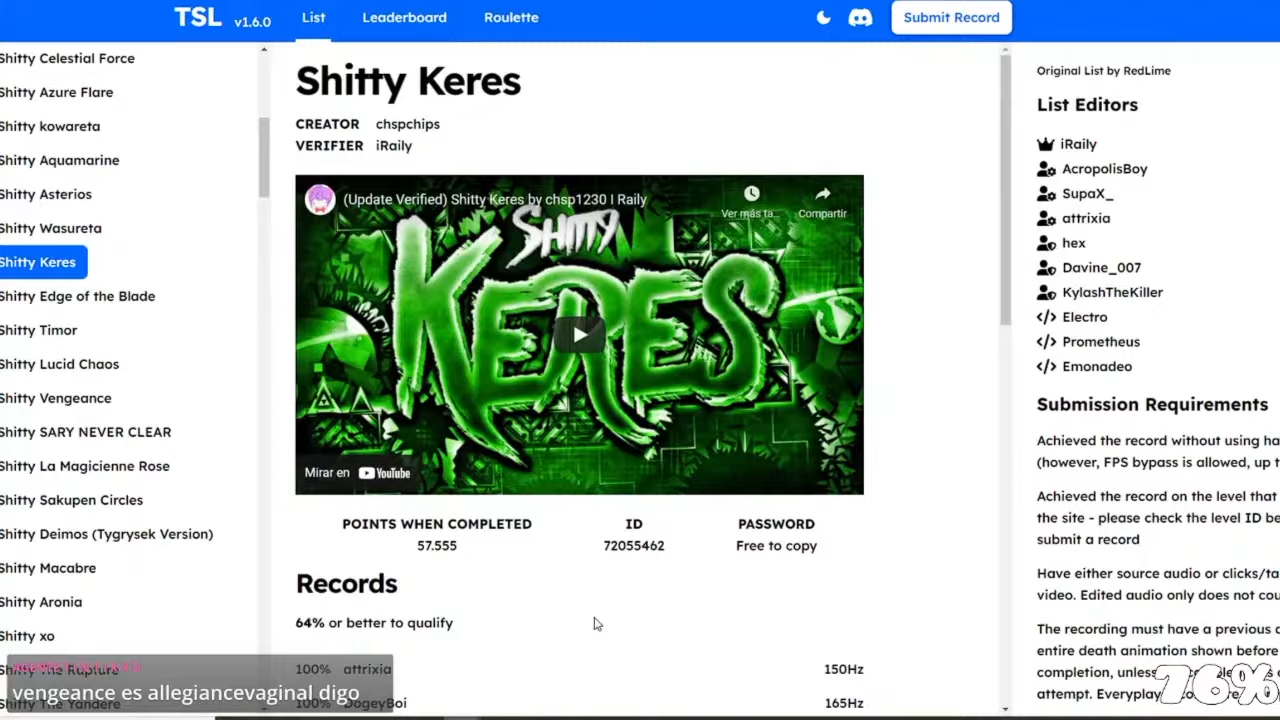 TSL v1.6.0
List
Leaderboard
Roulette
Submit Record
Shitty Celestial Force
Shitty Azure Flare
Shitty kowareta
Shitty Aquamarine
Shitty Asterios
Shitty Wasureta
Shitty Keres
Shitty Edge of the Blade
Shitty Timor
Shitty Lucid Chaos
Shitty Vengeance
Shitty SARY NEVER CLEAR
Shitty La Magicienne Rose
Shitty Sakupen Circles
Shitty Deimos (Tygrysek Version)
Shitty Macabre
Shitty Aronia
Shitty xo
Shitty The Rupture
Shitty The Yandere
vengeance es allegiancevaginal digo
Shitty Keres
CREATOR chspchips
VERIFIER iRaily
(Update Verified) Shitty Keres by chsp1230 | Raily
Ver más ta...
Compartir
SHITTY
KERES
Mirar en YouTube
POINTS WHEN COMPLETED
57.555
ID
72055462
PASSWORD
Free to copy
Records
64% or better to qualify
100% attrixia 150Hz
100% DogeyBoi 165Hz
Original List by RedLime
List Editors
iRaily
AcropolisBoy
SupaX_
attrixia
hex
Davine_007
KylashTheKiller
Electro
Prometheus
Emonadeo
Submission Requirements
Achieved the record without using ha
(however, FPS bypass is allowed, up t
Achieved the record on the level that
the site - please check the level ID be
submit a record
Have either source audio or clicks/ta
video. Edited audio only does not cou
The recording must have a previous a
entire death animation shown before
completion, unles
attempt. Everyplay
76%